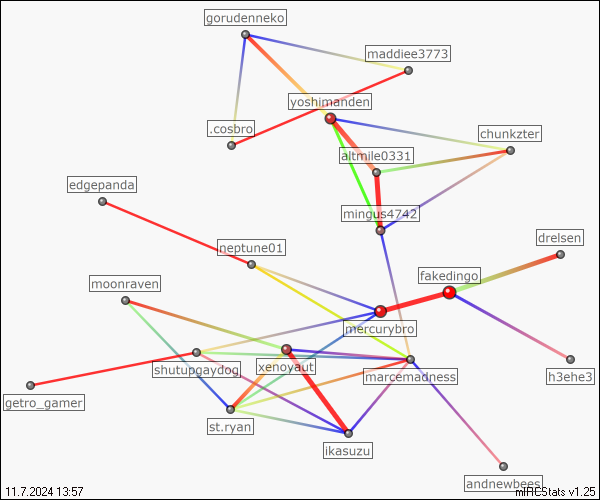 gorudenneko
maddiee3773
yoshimanden
.cosbro
chunkzter
altmile0331
edgepanda
mingus4742
drelsen
neptune01
fakedingo
moonraven
mercurybro
shutupgaydog
xenoyaut
marcemadness
h3ehe3
getro_gamer
st.ryan
ikasuzu
andnewbees
11.7.2024 13:57
mIRCStats v1.25